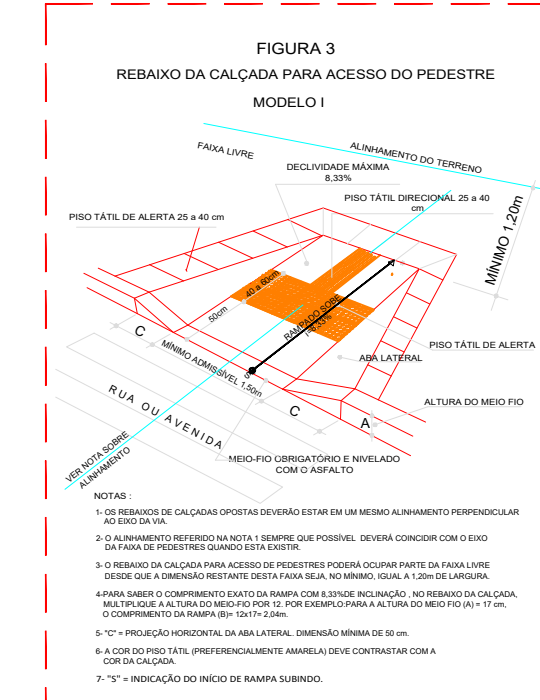 FIGURA 3
REBAIXO DA CALÇADA PARA ACESSO DO PEDESTRE
MODELO I
FAIXA LIVRE
ALINHAMENTO DO TERRENO
DECLIVIDADE MÁXIMA
8,33%
PISO TÁTIL DIRECIONAL 25 a 40
cm
MÍNIMO 1,20m
PISO TÁTIL DE ALERTA 25 a 40 cm
40 a 60cm
50cm
RAMPADO SOBE
i=8,33%
C
MÍNIMO ADMISSÍVEL 1,50m
S
PISO TÁTIL DE ALERTA
ABA LATERAL
C
RUA OU AVENIDA
ALTURA DO MEIO FIO
A
VER NOTA SOBRE
ALINHAMENTO
MEIO-FIO OBRIGATÓRIO E NIVELADO
COM O ASFALTO
NOTAS :
1- OS REBAIXOS DE CALÇADAS OPOSTAS DEVERÃO ESTAR EM UM MESMO ALINHAMENTO PERPENDICULAR
AO EIXO DA VIA.
2- O ALINHAMENTO REFERIDO NA NOTA 1 SEMPRE QUE POSSÍVEL DEVERÁ COINCIDIR COM O EIXO
DA FAIXA DE PEDESTRES QUANDO ESTA EXISTIR.
3- O REBAIXO DA CALÇADA PARA ACESSO DE PEDESTRES PODERÁ OCUPAR PARTE DA FAIXA LIVRE
DESDE QUE A DIMENSÃO RESTANTE DESTA FAIXA SEJA, NO MÍNIMO, IGUAL A 1,20m DE LARGURA.
4-PARA SABER O COMPRIMENTO EXATO DA RAMPA COM 8,33%DE INCLINAÇÃO , NO REBAIXO DA CALÇADA,
MULTIPLIQUE A ALTURA DO MEIO-FIO POR 12. POR EXEMPLO:PARA A ALTURA DO MEIO FIO (A) = 17 cm,
O COMPRIMENTO DA RAMPA (B)= 12x17= 2,04m.
5- "C" = PROJEÇÃO HORIZONTAL DA ABA LATERAL. DIMENSÃO MÍNIMA DE 50 cm.
6- A COR DO PISO TÁTIL (PREFERENCIALMENTE AMARELA) DEVE CONTRASTAR COM A
COR DA CALÇADA.
7- "S" = INDICAÇÃO DO INÍCIO DE RAMPA SUBINDO.